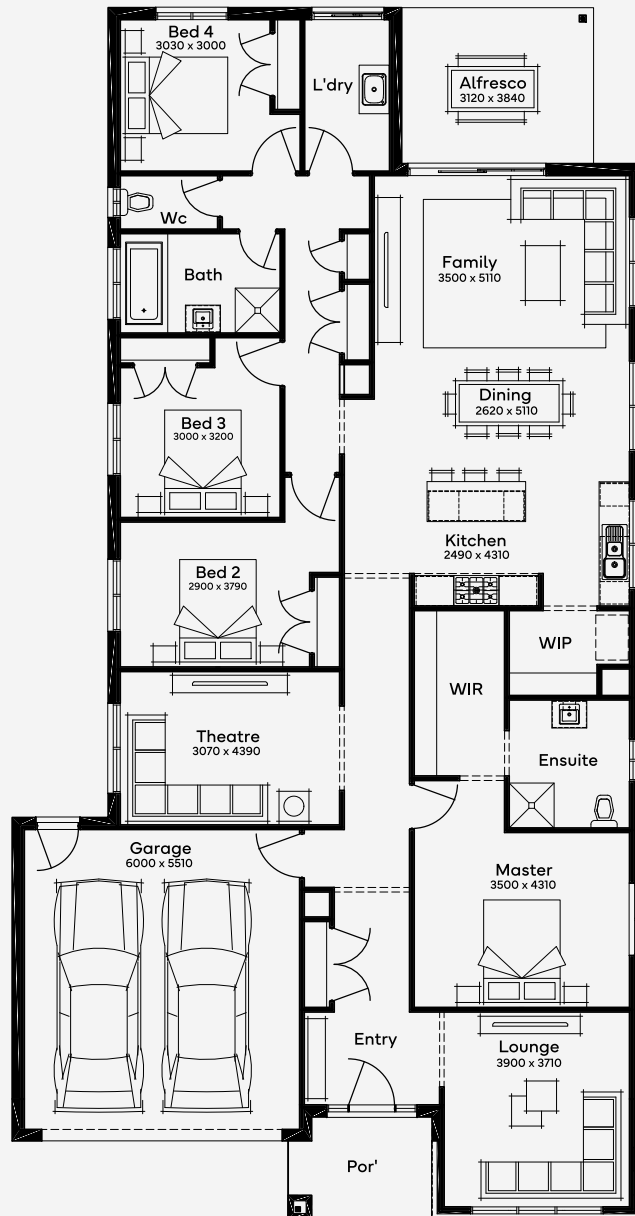 Bed 4
3030 x 3000
L'dry
Alfresco
3120 x 3840
Wc
Bath
Family
3500 x 5110
Dining
2620 x 5110
Bed 3
3000 x 3200
Kitchen
2490 x 4310
Bed 2
2900 x 3790
WIP
WIR
Theatre
3070 x 4390
Ensuite
Garage
6000 x 5510
Master
3500 x 4310
Entry
Lounge
3900 x 3710
Por'